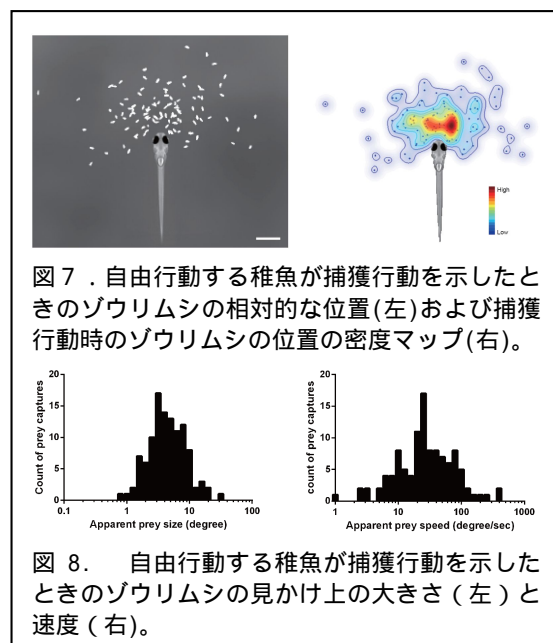 High
Low
図7．自由行動する稚魚が捕獲行動を示したと
きのゾウリムシの相対的な位置(左)および捕獲
行動時のゾウリムシの位置の密度マップ(右)。
Count of prey captures
20
15
10
5
0
0.1 1 10 100
Apparent prey size (degree)
count of prey captures
20
15
10
5
0
1 10 100 1000
Apparent prey speed (degree/sec)
図 8. 自由行動する稚魚が捕獲行動を示した
ときのゾウリムシの見かけ上の大きさ（左）と
速度（右）。